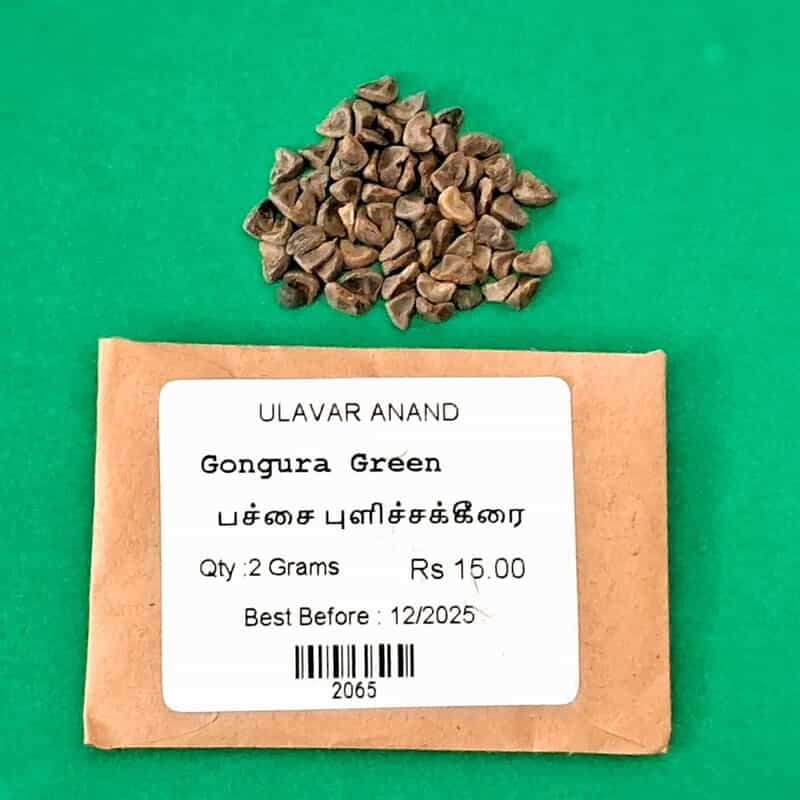 ULAVAR ANAND
Gongura Green
பச்சை புளிச்சக்கீரை
Qty :2 Grams Rs 15.00
Best Before : 12/2025
2065